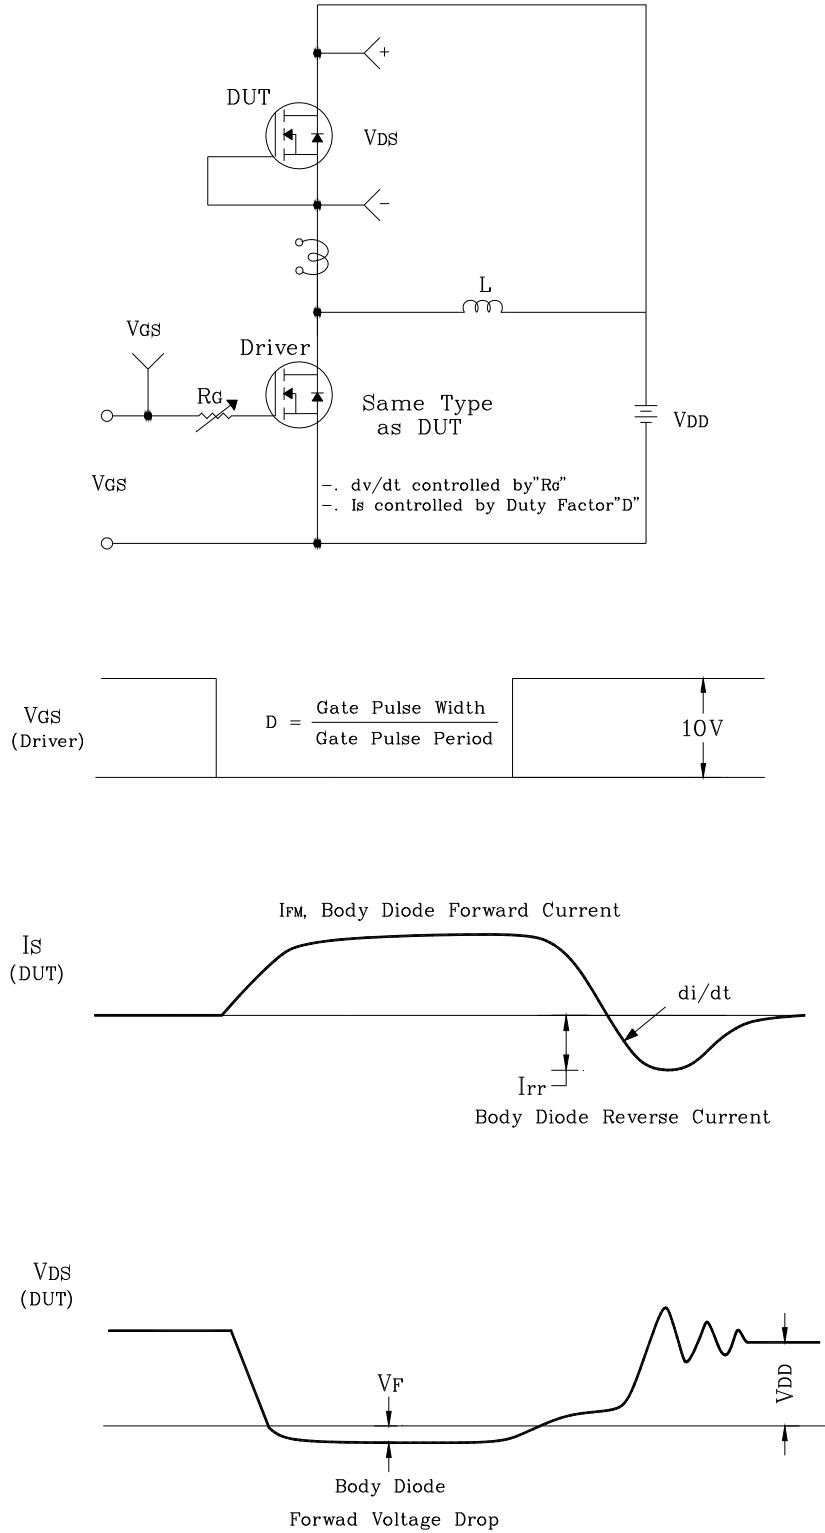 +
DUT
VDS
−
L
VGS
Driver
RG
Same Type
as DUT
VDD
VGS
−. dv/dt controlled by"RG"
−. Is controlled by Duty Factor"D"
VGS
(Driver)
D = Gate Pulse Width
Gate Pulse Period
10V
IFM, Body Diode Forward Current
IS
(DUT)
di/dt
Irr
Body Diode Reverse Current
VDS
(DUT)
VF
VDD
Body Diode
Forwad Voltage Drop